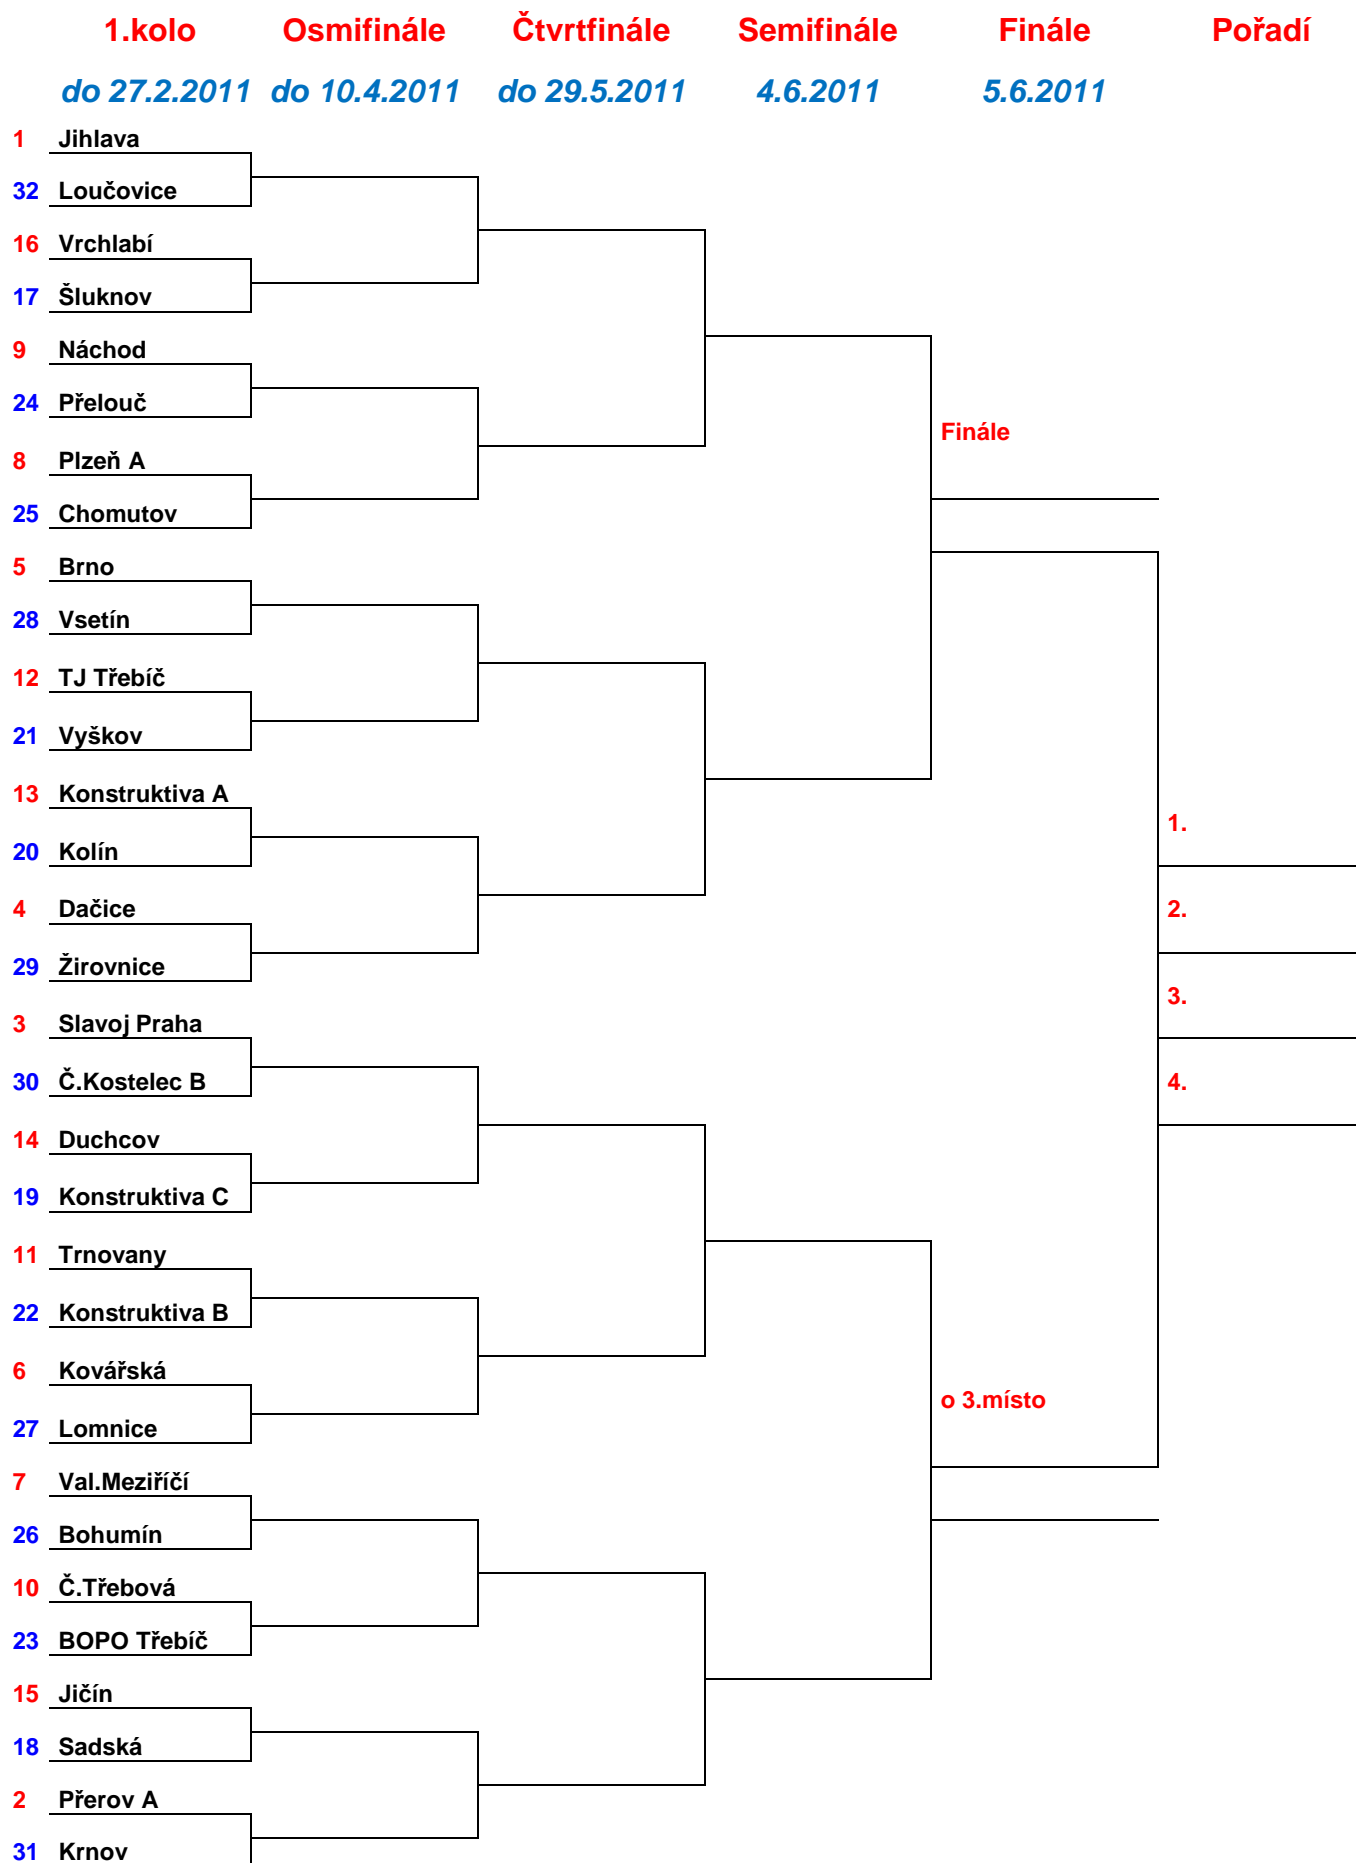 1.kolo Osmifinále Čtvrtfinále Semifinále Finále Pořadí
do 27.2.2011 do 10.4.2011 do 29.5.2011 4.6.2011 5.6.2011
1 Jihlava
32 Loučovice
16 Vrchlabí
17 Šluknov
9 Náchod
24 Přelouč
Finále
8 Plzeň A
25 Chomutov
5 Brno
28 Vsetín
12 TJ Třebíč
21 Vyškov
13 Konstruktiva A
1.
20 Kolín
4 Dačice
2.
29 Žirovnice
3.
3 Slavoj Praha
30 Č.Kostelec B
4.
14 Duchcov
19 Konstruktiva C
11 Trnovany
22 Konstruktiva B
6 Kovářská
o 3.místo
27 Lomnice
7 Val.Meziříčí
26 Bohumín
10 Č.Třebová
23 BOPO Třebíč
15 Jičín
18 Sadská
2 Přerov A
31 Krnov